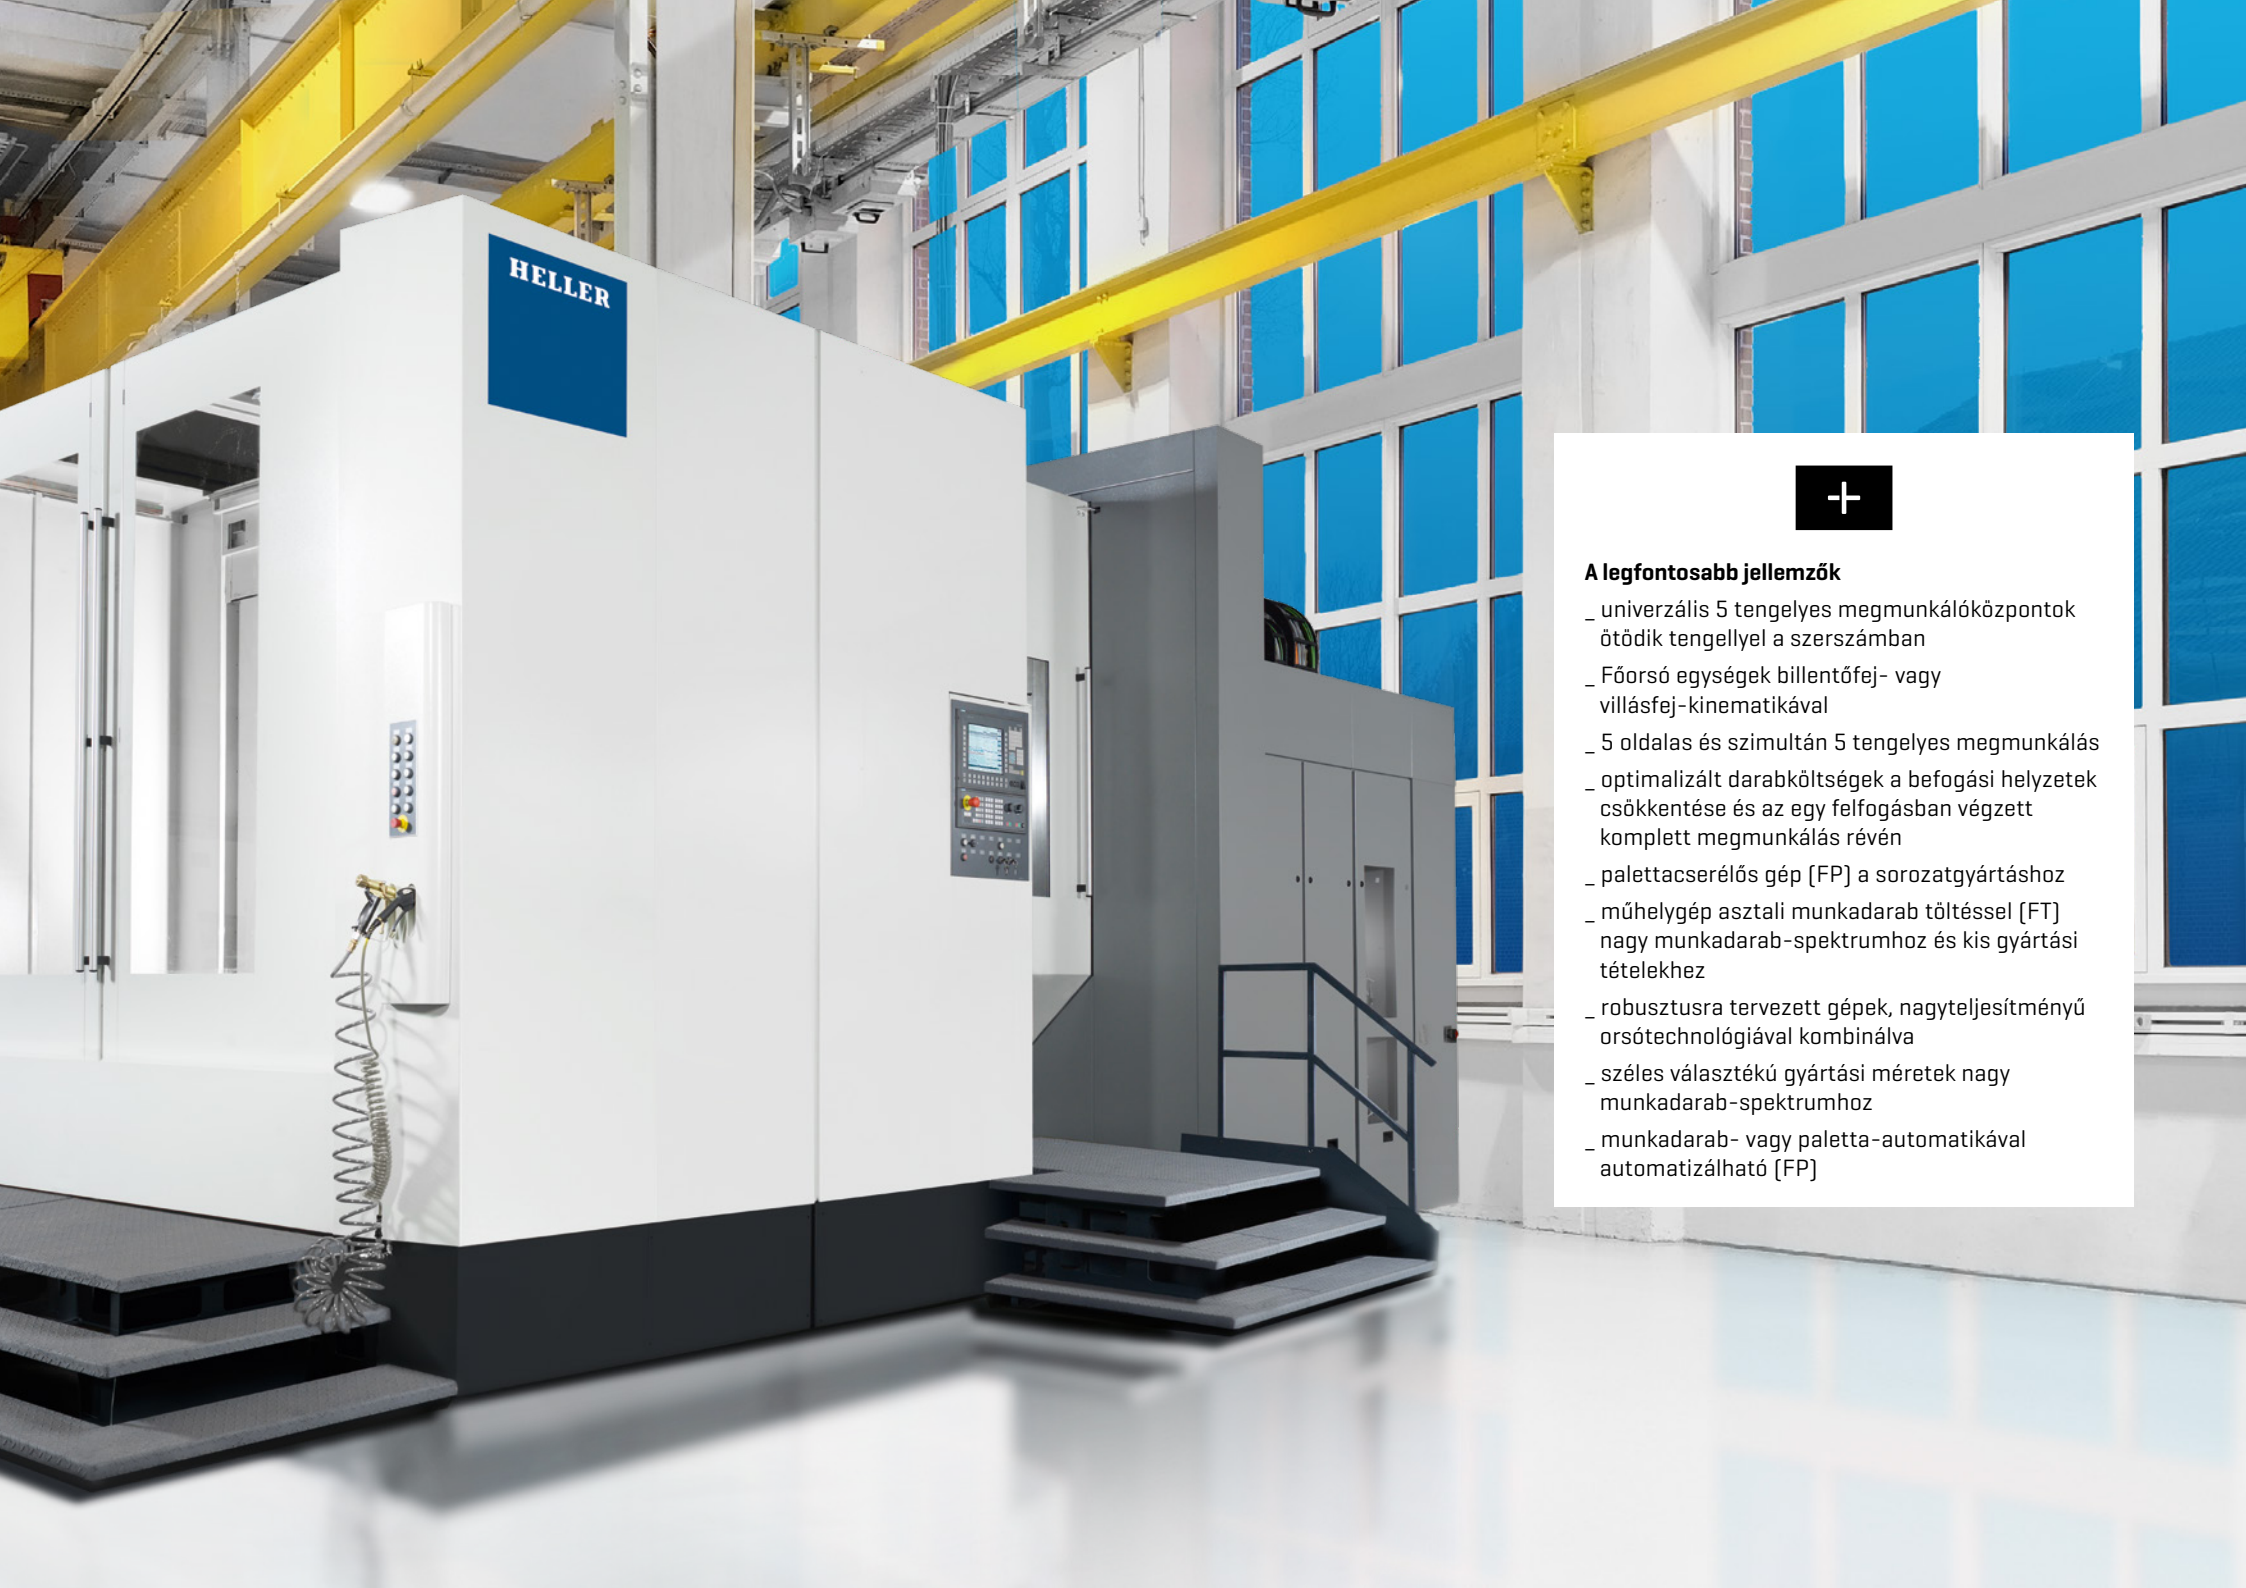 HELLER
A legfontosabb jellemzők
_ univerzális 5 tengelyes megmunkálóközpontok
ötödik tengellyel a szerszámban
_ Főorsó egységek billentőfej- vagy
villásfej-kinematikával
_ 5 oldalas és szimultán 5 tengelyes megmunkálás
_ optimalizált darabköltségek a befogási helyzetek
csökkentése és az egy felfogásban végzett
komplett megmunkálás révén
_ palettacserélős gép (FP) a sorozatgyártáshoz
_ műhelygép asztali munkadarab töltéssel (FT)
nagy munkadarab-spektrumhoz és kis gyártási
tételekhez
_ robusztusra tervezett gépek, nagyteljesítményű
orsótechnológiával kombinálva
_ széles választékú gyártási méretek nagy
munkadarab-spektrumhoz
_ munkadarab- vagy paletta-automatikával
automatizálható (FP)